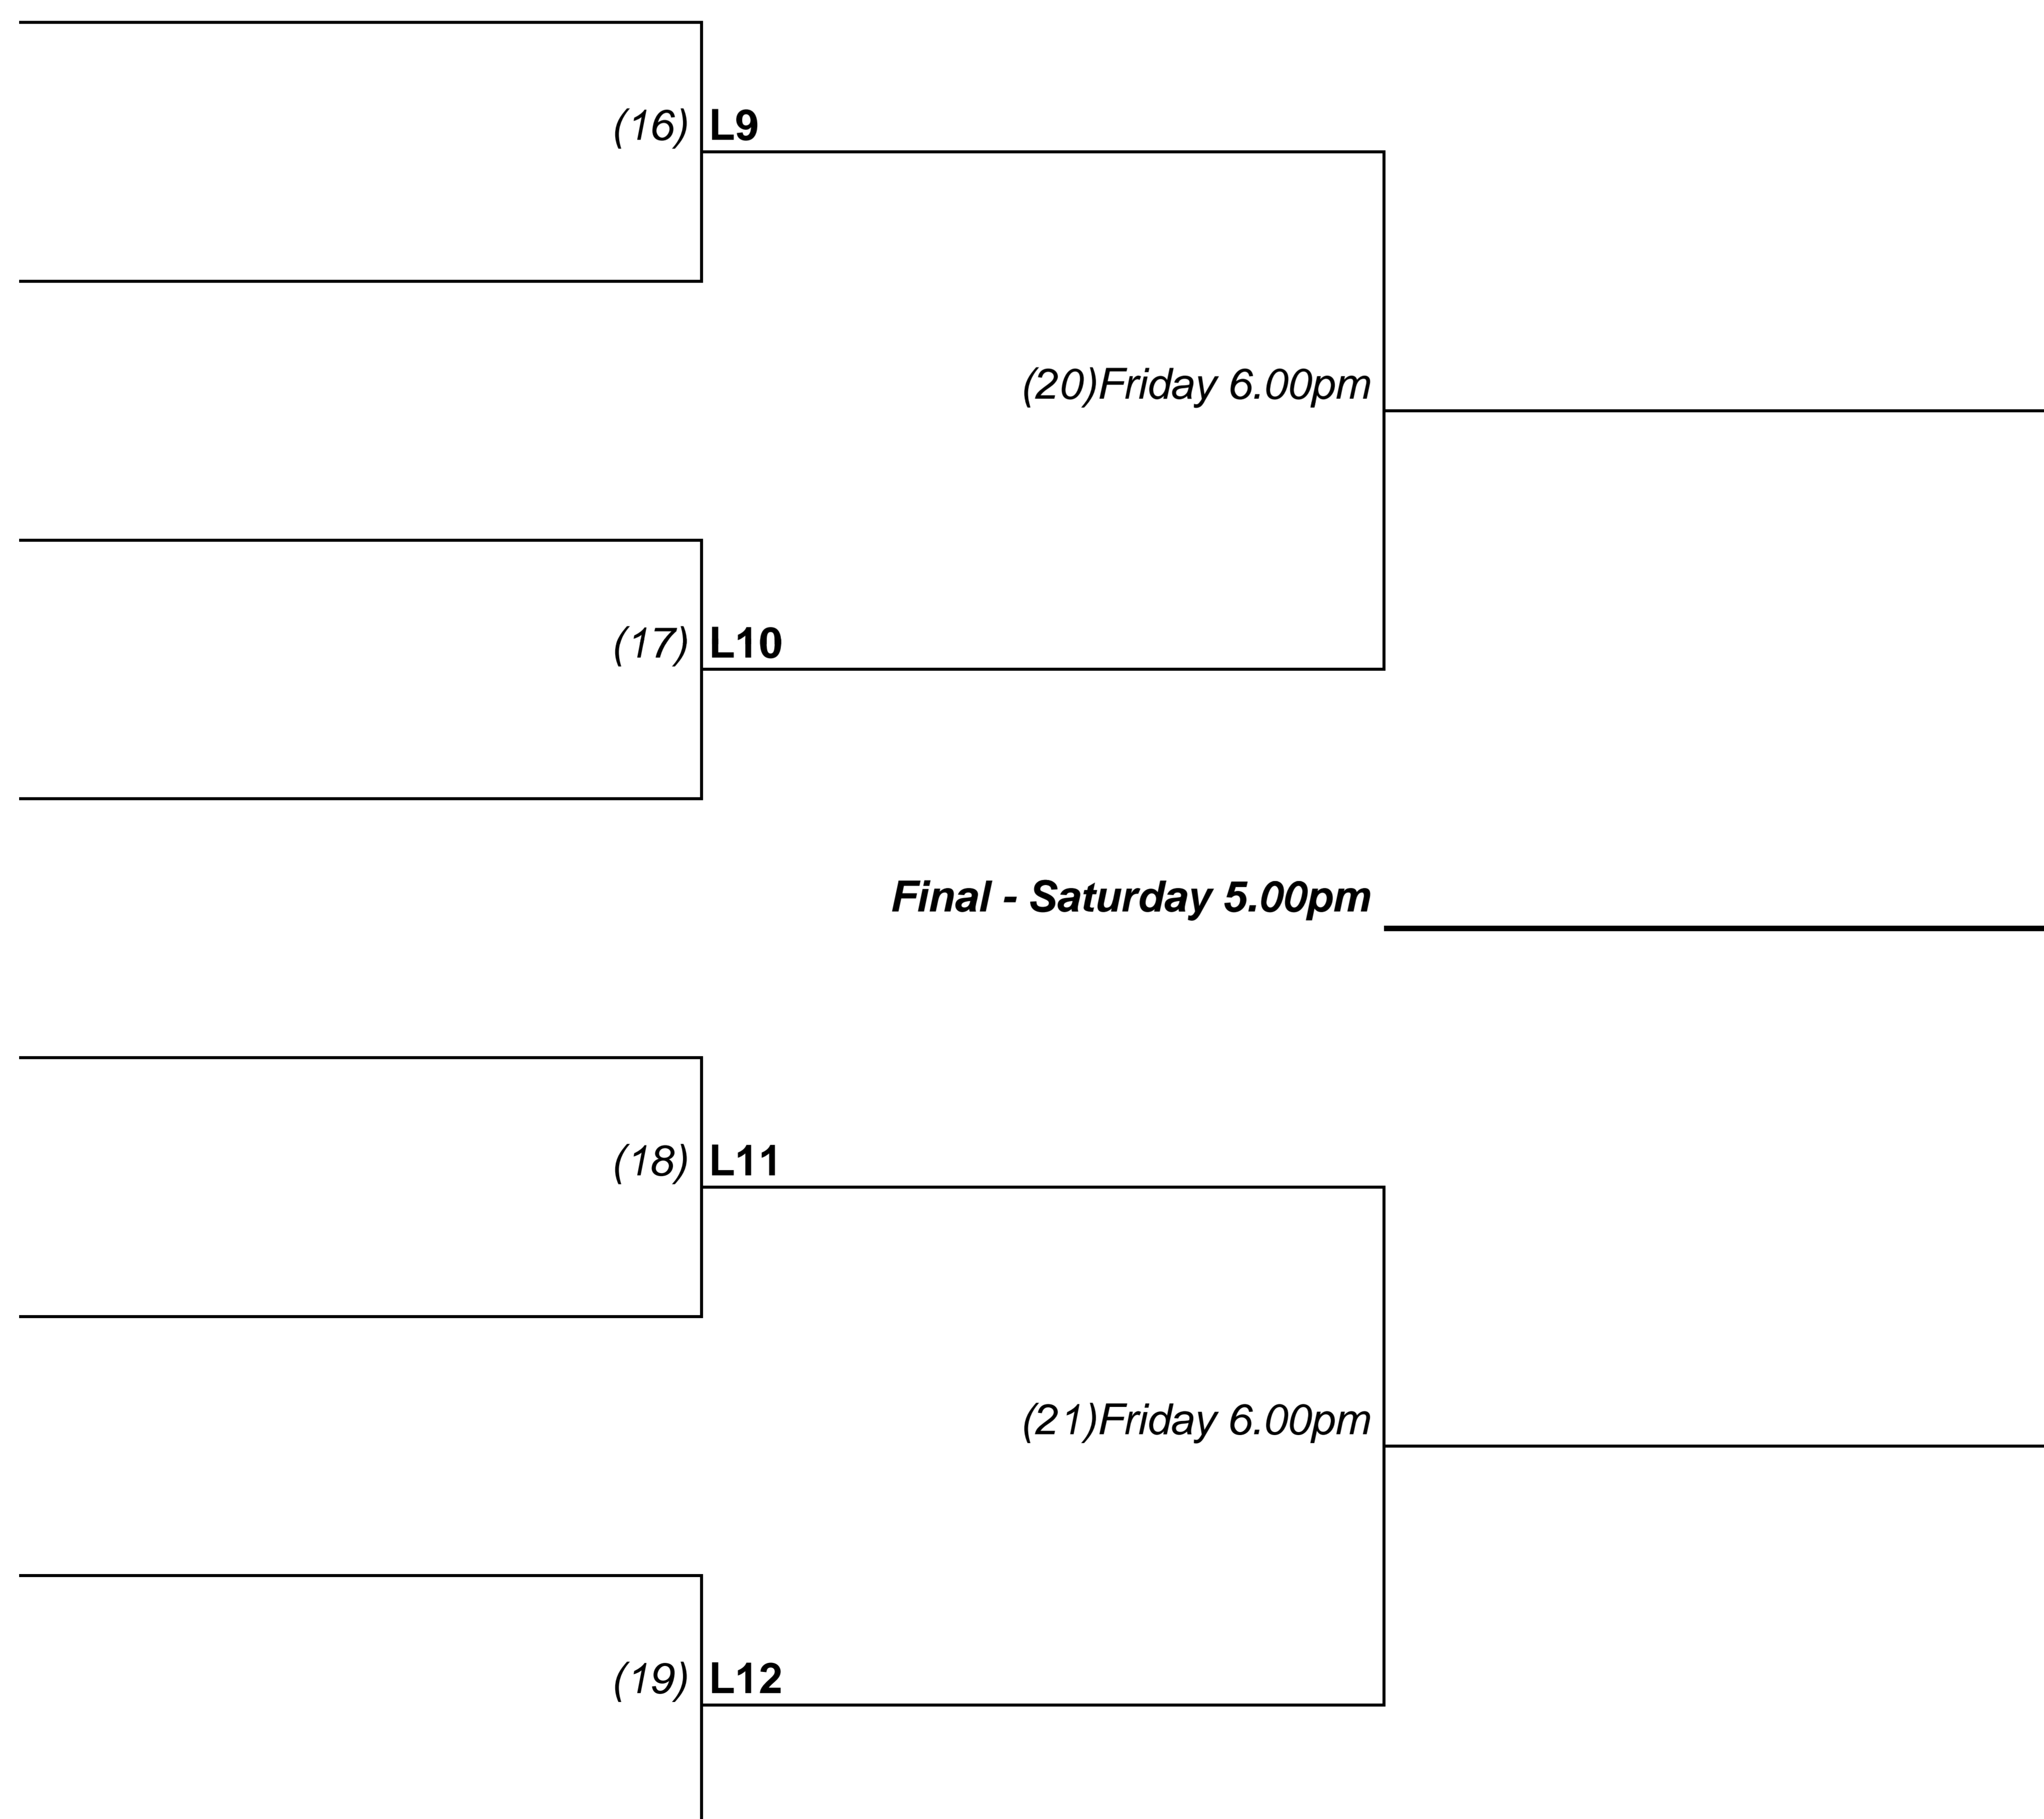 (16) L9
(20)Friday 6.00pm
(17) L10
Final - Saturday 5.00pm
(18) L11
(21)Friday 6.00pm
(19) L12